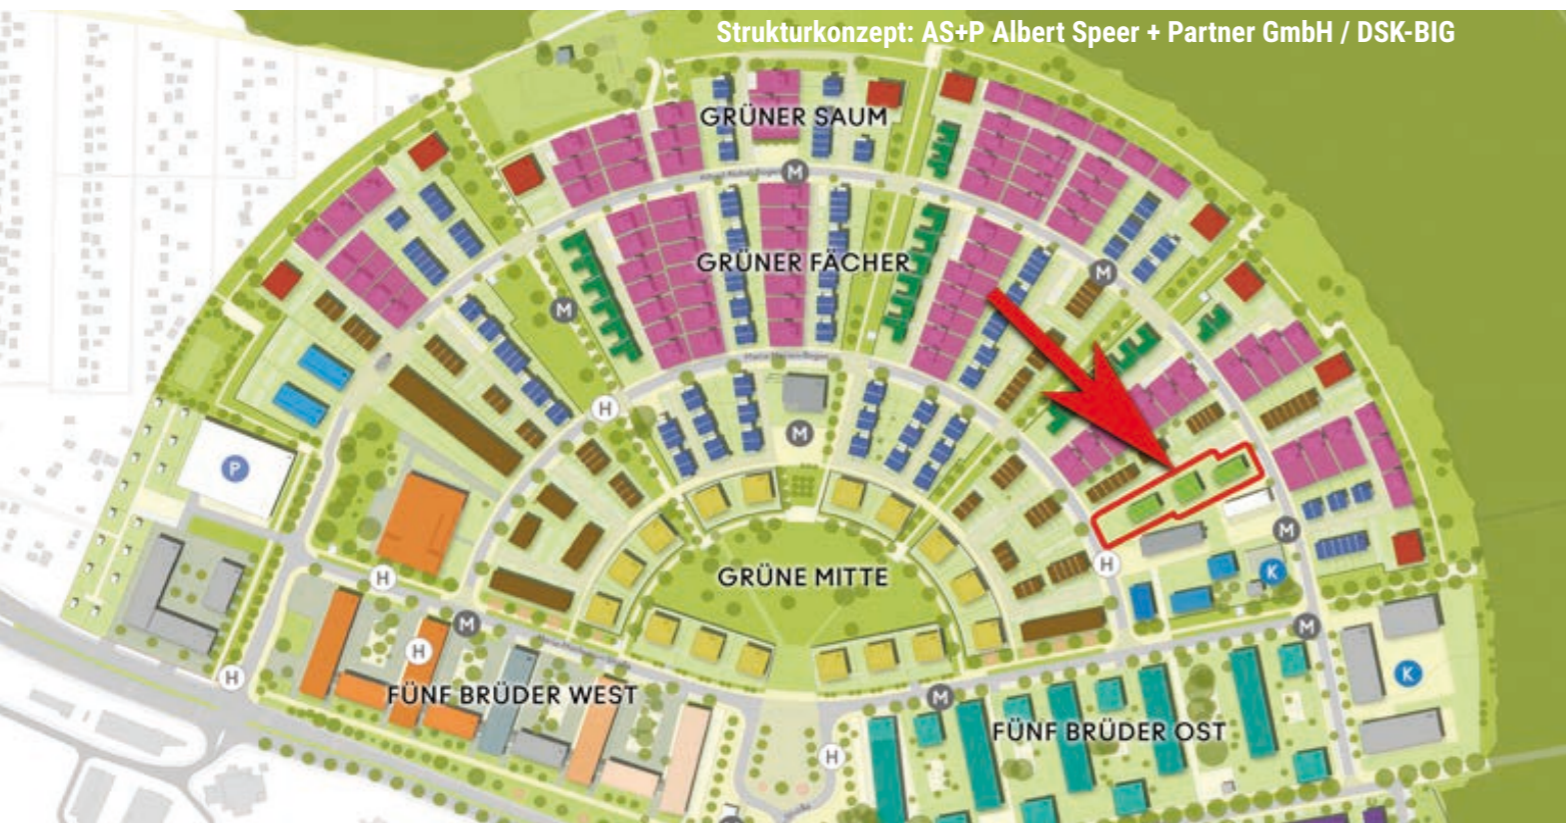 Strukturkonzept: AS+P Albert Speer + Partner GmbH / DSK-BIG
GRÜNER SAUM
M
GRÜNER FÄCHER
M
M
H
M
P
M
K
GRÜNE MITTE
H
H
M
M
H
H
K
FÜNF BRÜDER WEST
M
FÜNF BRÜDER OST
H